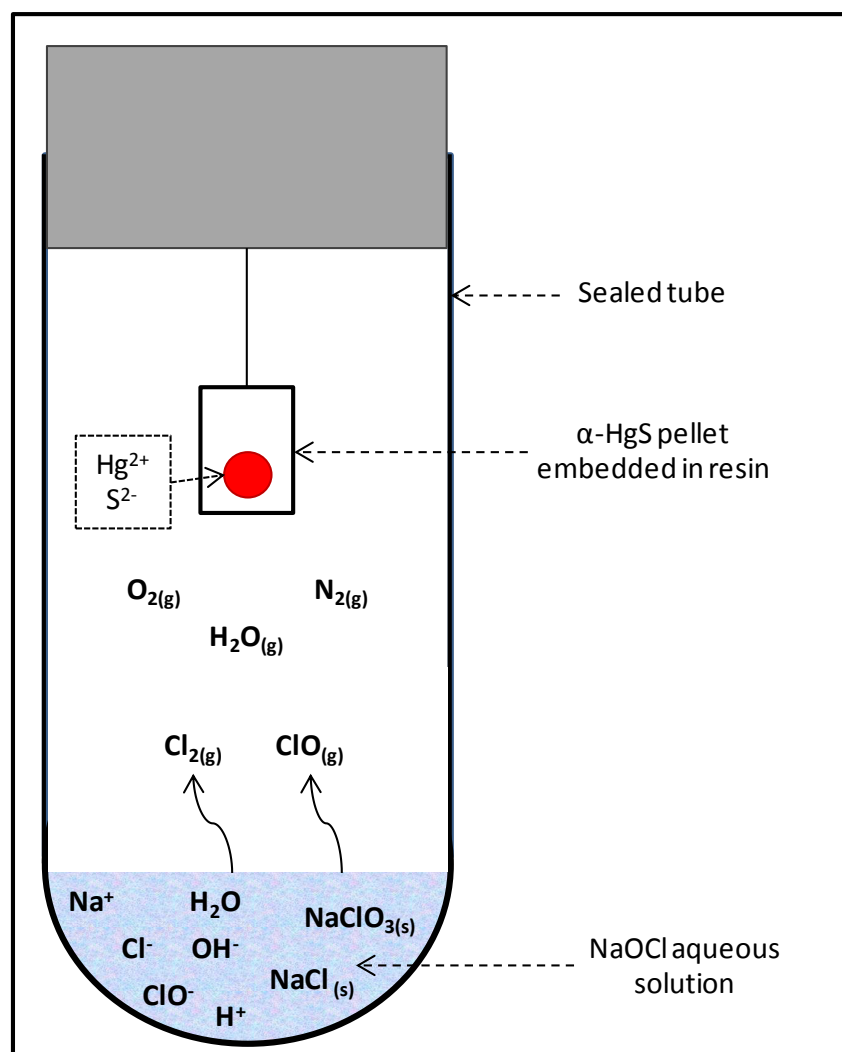 Sealed tube
α-HgS pellet
embedded in resin
Hg²⁺
S²⁻
O₂₍g₎ N₂₍g₎
H₂O₍g₎
Cl₂₍g₎ ClO₍g₎
Na⁺ H₂O NaClO₃₍s₎
Cl⁻ OH⁻
NaOCl aqueous
solution
ClO⁻ H⁺ NaCl ₍s₎